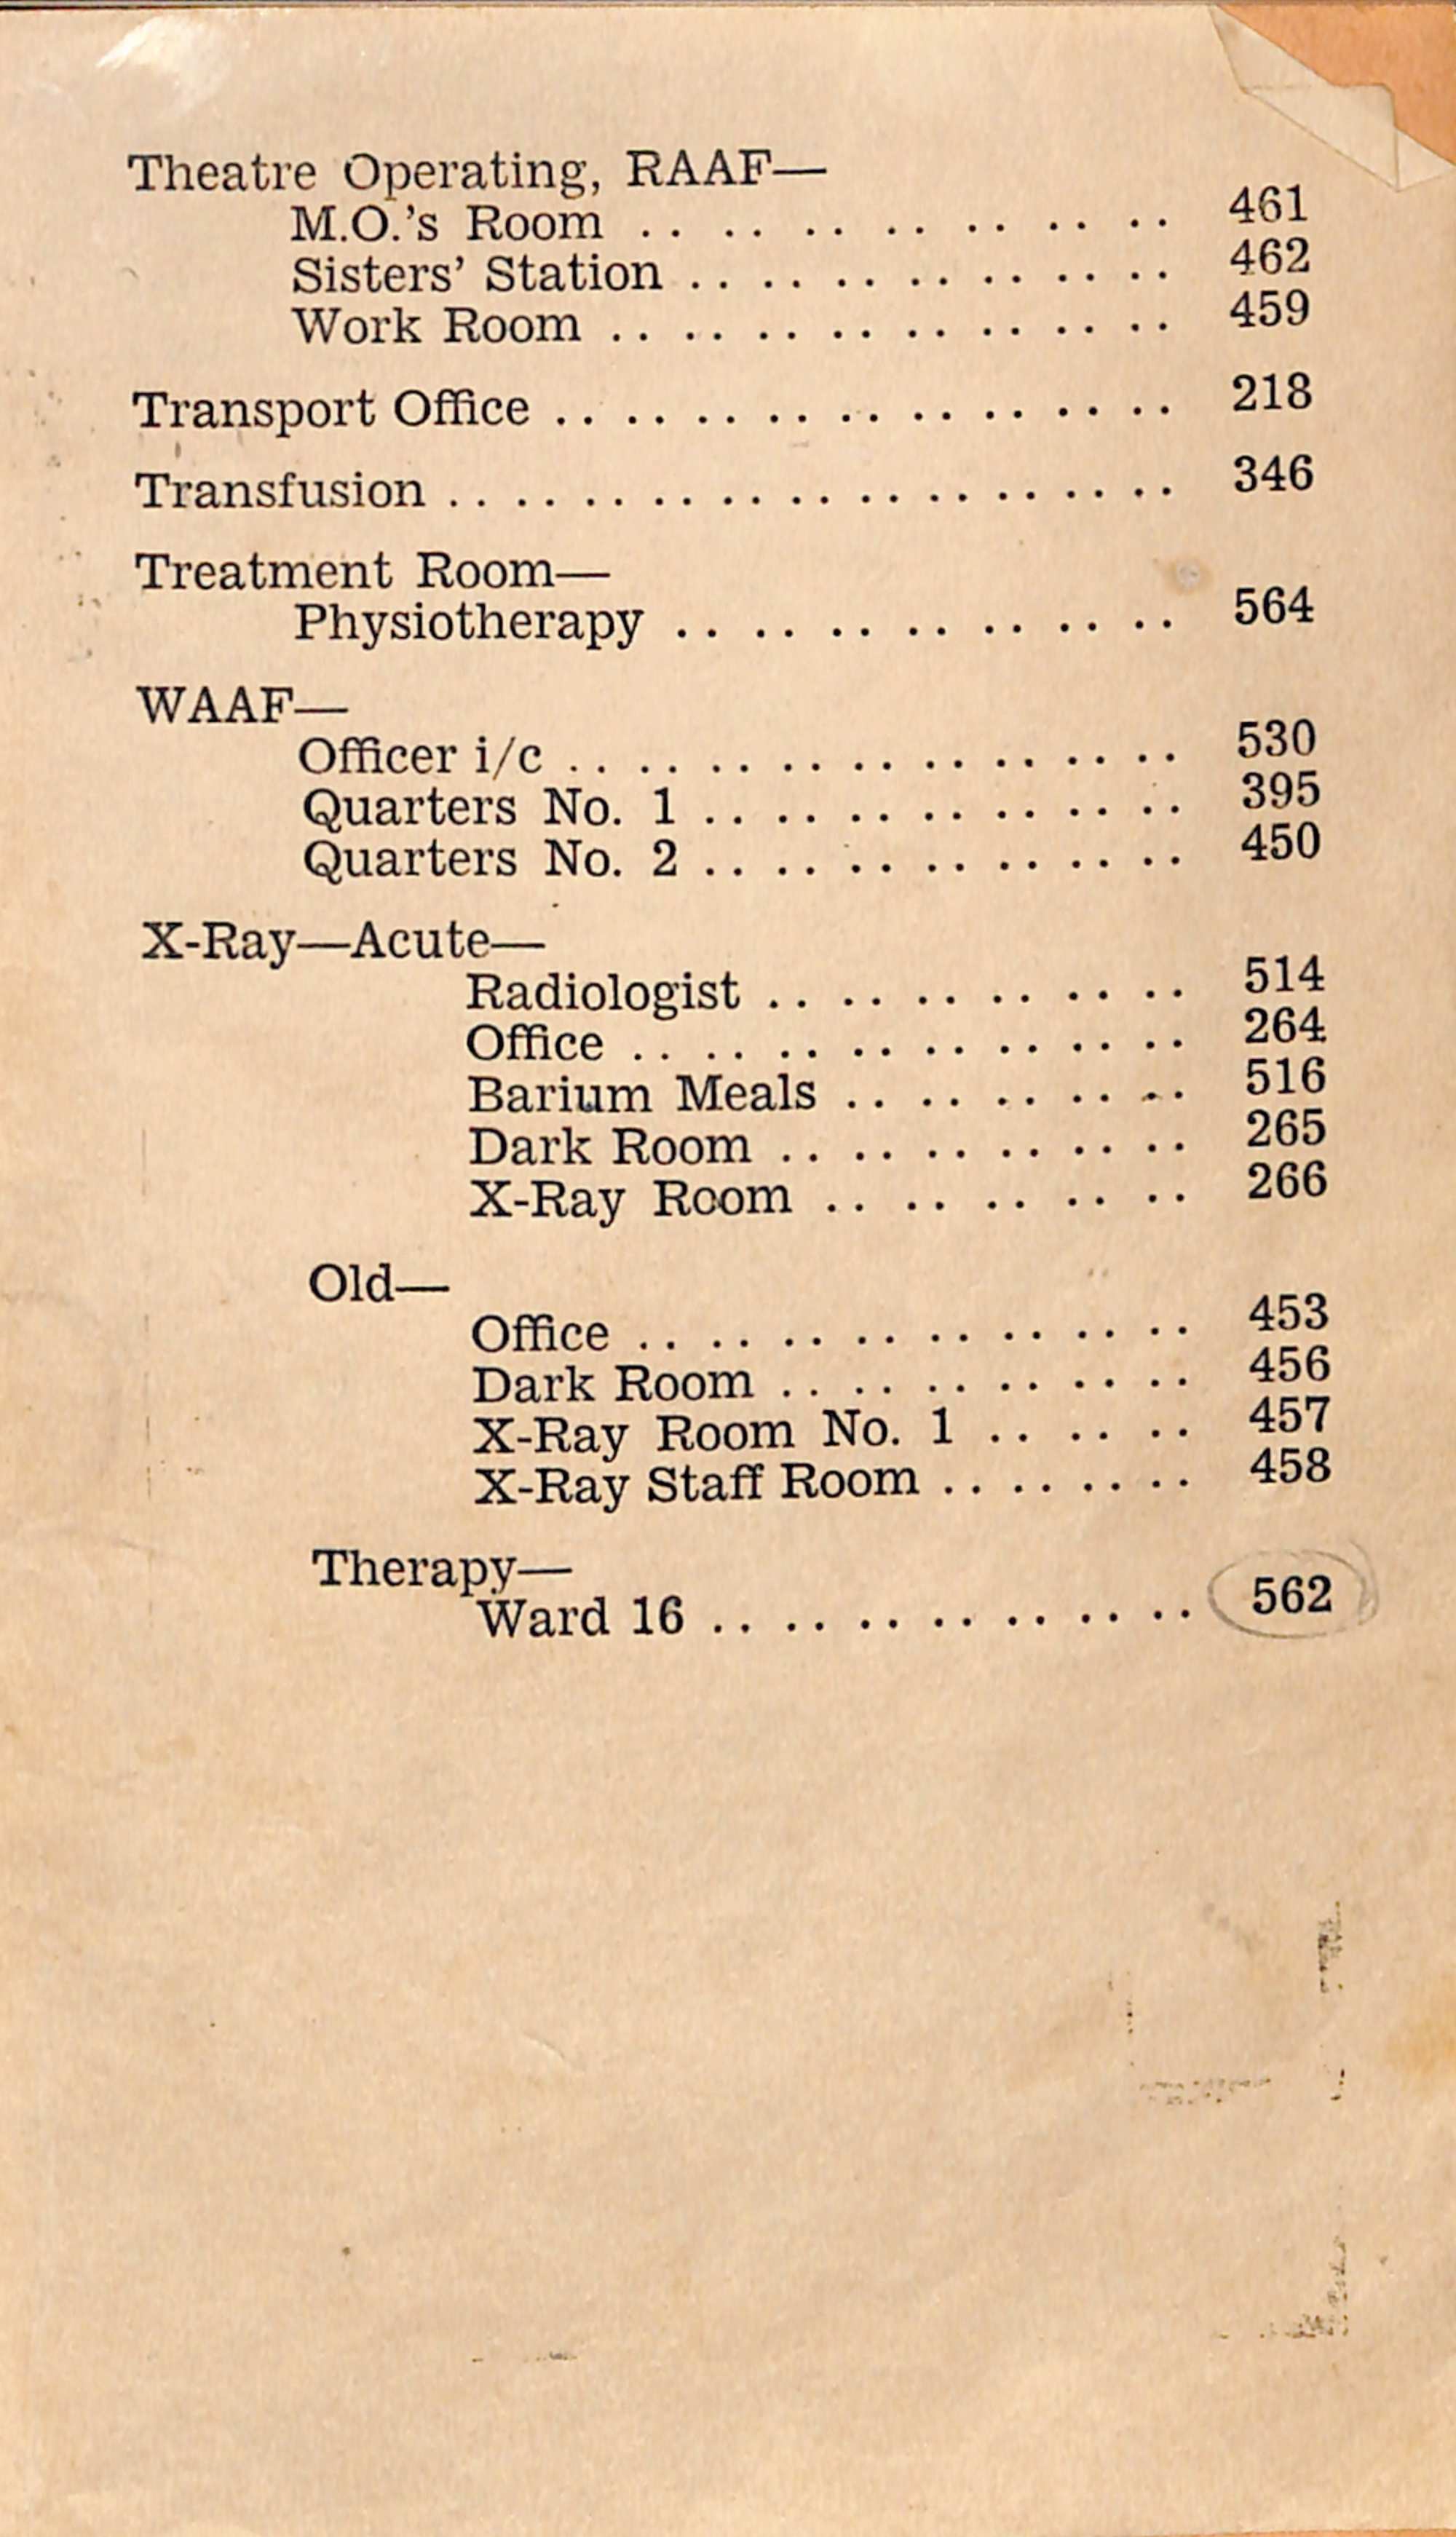 Theatre Operating, RAAF—
M.O.'s Room .. .. .. .. .. .. .. 461
Sisters' Station .. .. .. .. .. .. .. 462
Work Room .. .. .. .. .. .. .. .. 459
Transport Office .. .. .. .. .. .. .. .. .. 218
Transfusion .. .. .. .. .. .. .. .. .. .. .. 346
Treatment Room—
Physiotherapy .. .. .. .. .. .. .. 564
WAAF—
Officer i/c .. .. .. .. .. .. .. .. .. 530
Quarters No. 1 .. .. .. .. .. .. .. 395
Quarters No. 2 .. .. .. .. .. .. .. 450
X-Ray—Acute—
Radiologist .. .. .. .. .. .. 514
Office .. .. .. .. .. .. .. .. 264
Barium Meals .. .. .. .. .. 516
Dark Room .. .. .. .. .. .. 265
X-Ray Room .. .. .. .. .. 266
Old—
Office .. .. .. .. .. .. .. .. 453
Dark Room .. .. .. .. .. .. 456
X-Ray Room No. 1 .. .. .. 457
X-Ray Staff Room .. .. .. .. 458
Therapy—
Ward 16 .. .. .. .. .. .. .. 562